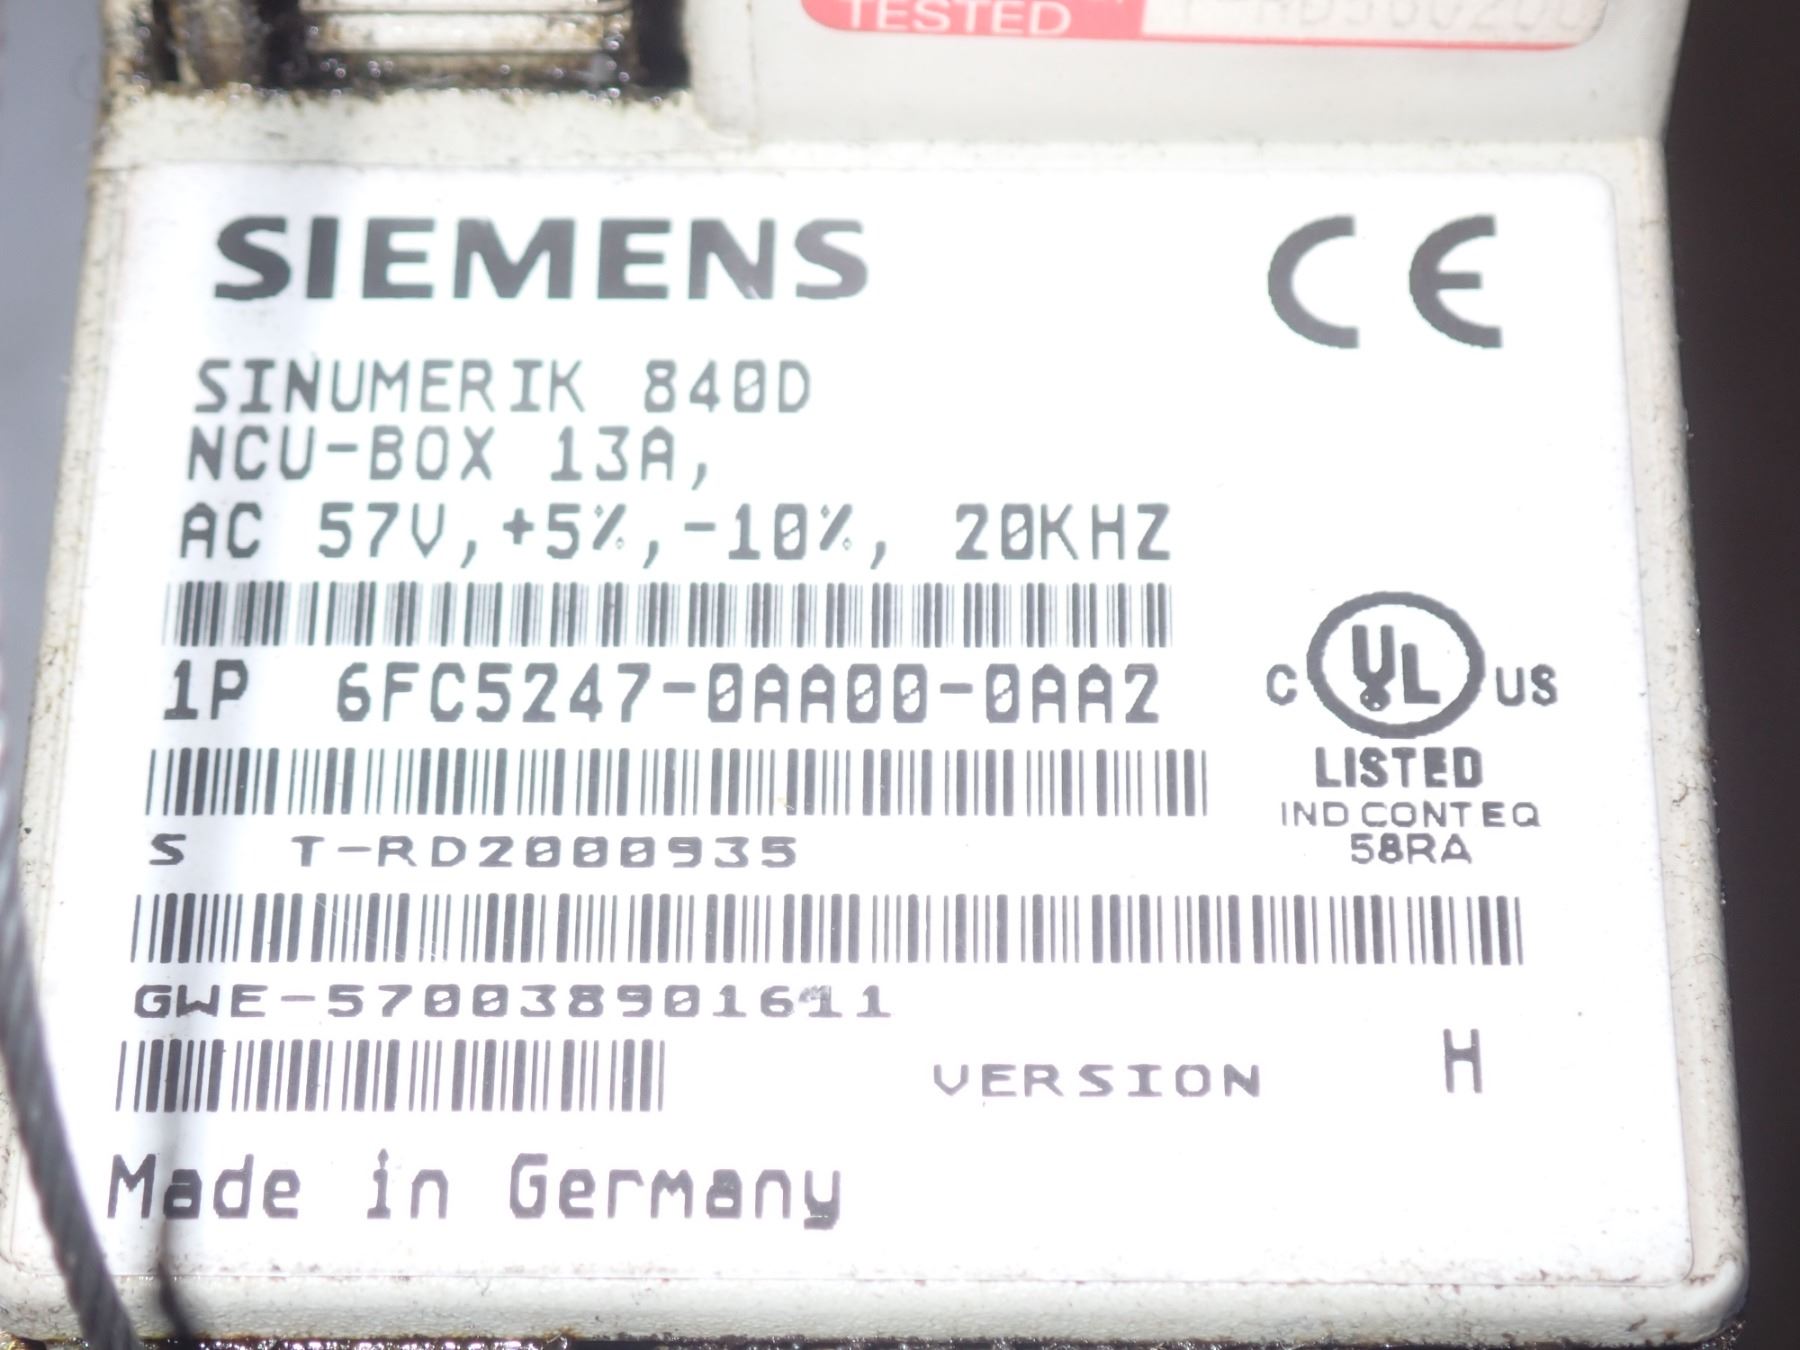 TESTED
SIEMENS
CE
SINUMERIK 840D
NCU-BOX 13A,
AC 57V,+5%,-10%, 20KHZ
1P 6FC5247-0AA00-0AA2
C UL US
LISTED
IND CONT EQ
58RA
S T-RD2000935
GWE-570038901611
VERSION H
Made in Germany